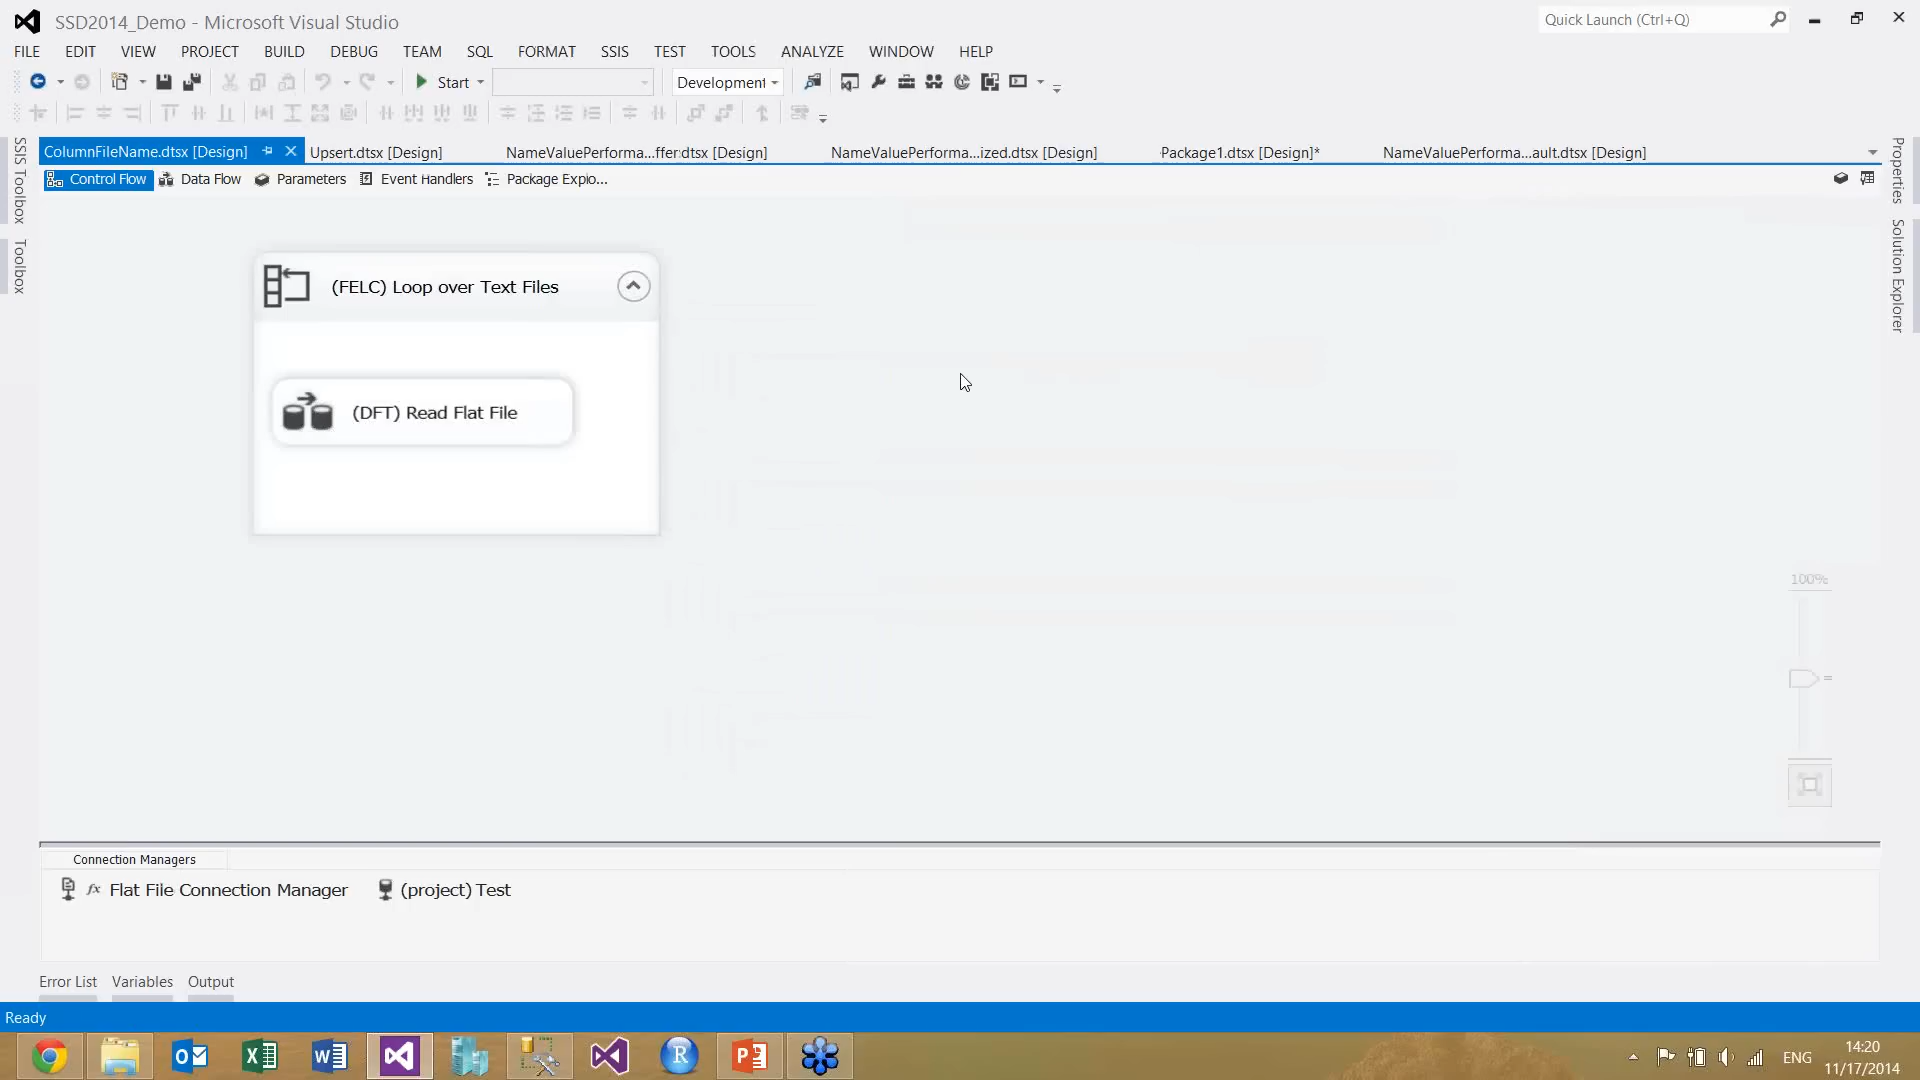 SSD2014_Demo - Microsoft Visual Studio
Quick Launch (Ctrl+Q)
FILE EDIT VIEW PROJECT BUILD DEBUG TEAM SQL FORMAT SSIS TEST TOOLS ANALYZE WINDOW HELP
Start Development
ColumnFileName.dtsx [Design] Upsert.dtsx [Design] NameValuePerforma...ffer.dtsx [Design] NameValuePerforma...ized.dtsx [Design] Package1.dtsx [Design]* NameValuePerforma...ault.dtsx [Design]
Control Flow Data Flow Parameters Event Handlers Package Explo...
SSIS Toolbox
Toolbox
Properties
Solution Explorer
(FELC) Loop over Text Files
(DFT) Read Flat File
100%
Connection Managers
fx Flat File Connection Manager (project) Test
Error List Variables Output
Ready
ENG
14:20
11/17/2014